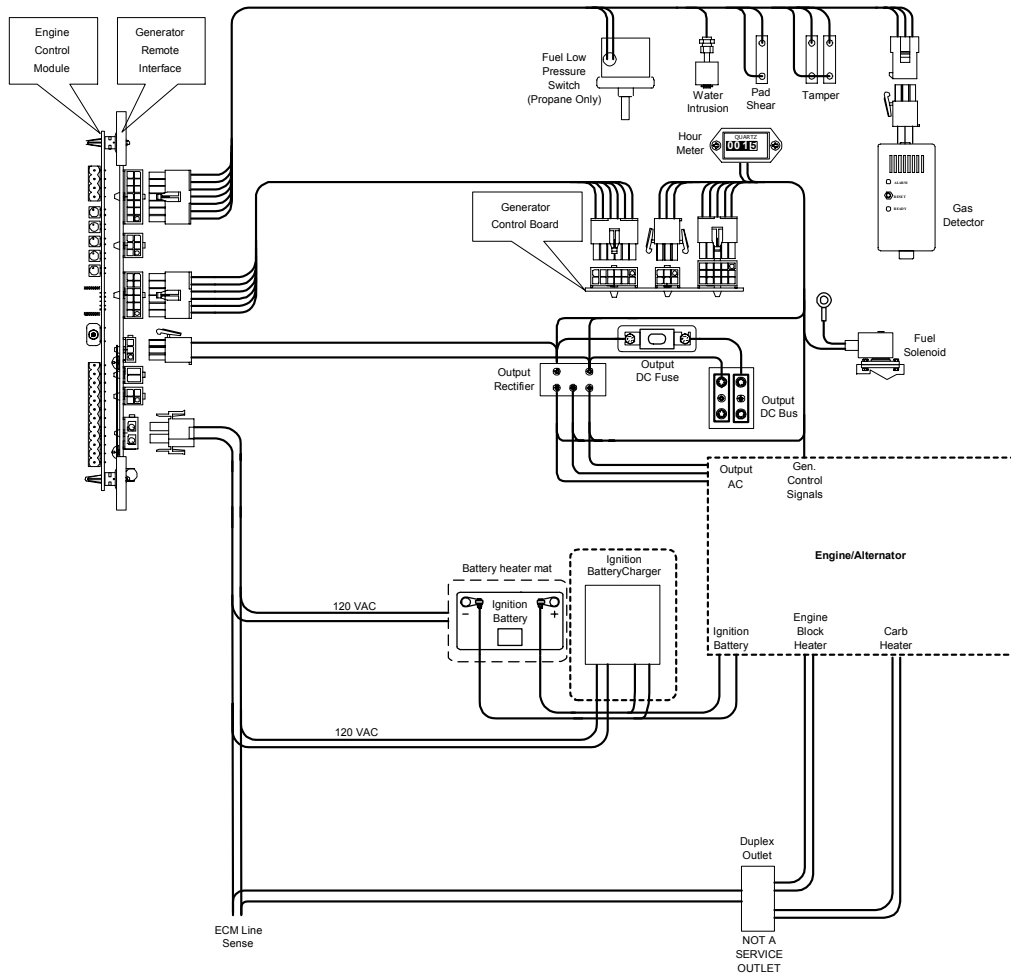 Engine
Control
Module
Generator
Remote
Interface
Fuel Low
Pressure
Switch
(Propane Only)
Water
Intrusion
Pad
Shear
Tamper
Hour
Meter
QUARTZ
0015
ALARM
RESET
READY
Gas
Detector
Generator
Control Board
Fuel
Solenoid
Output
Rectifier
Output
DC Fuse
Output
DC Bus
Output
AC
Gen.
Control
Signals
Engine/Alternator
Ignition
BatteryCharger
Battery heater mat
Ignition
Battery
–
+
120 VAC
Ignition
Battery
Engine
Block
Heater
Carb
Heater
120 VAC
Duplex
Outlet
ECM Line
Sense
NOT A
SERVICE
OUTLET